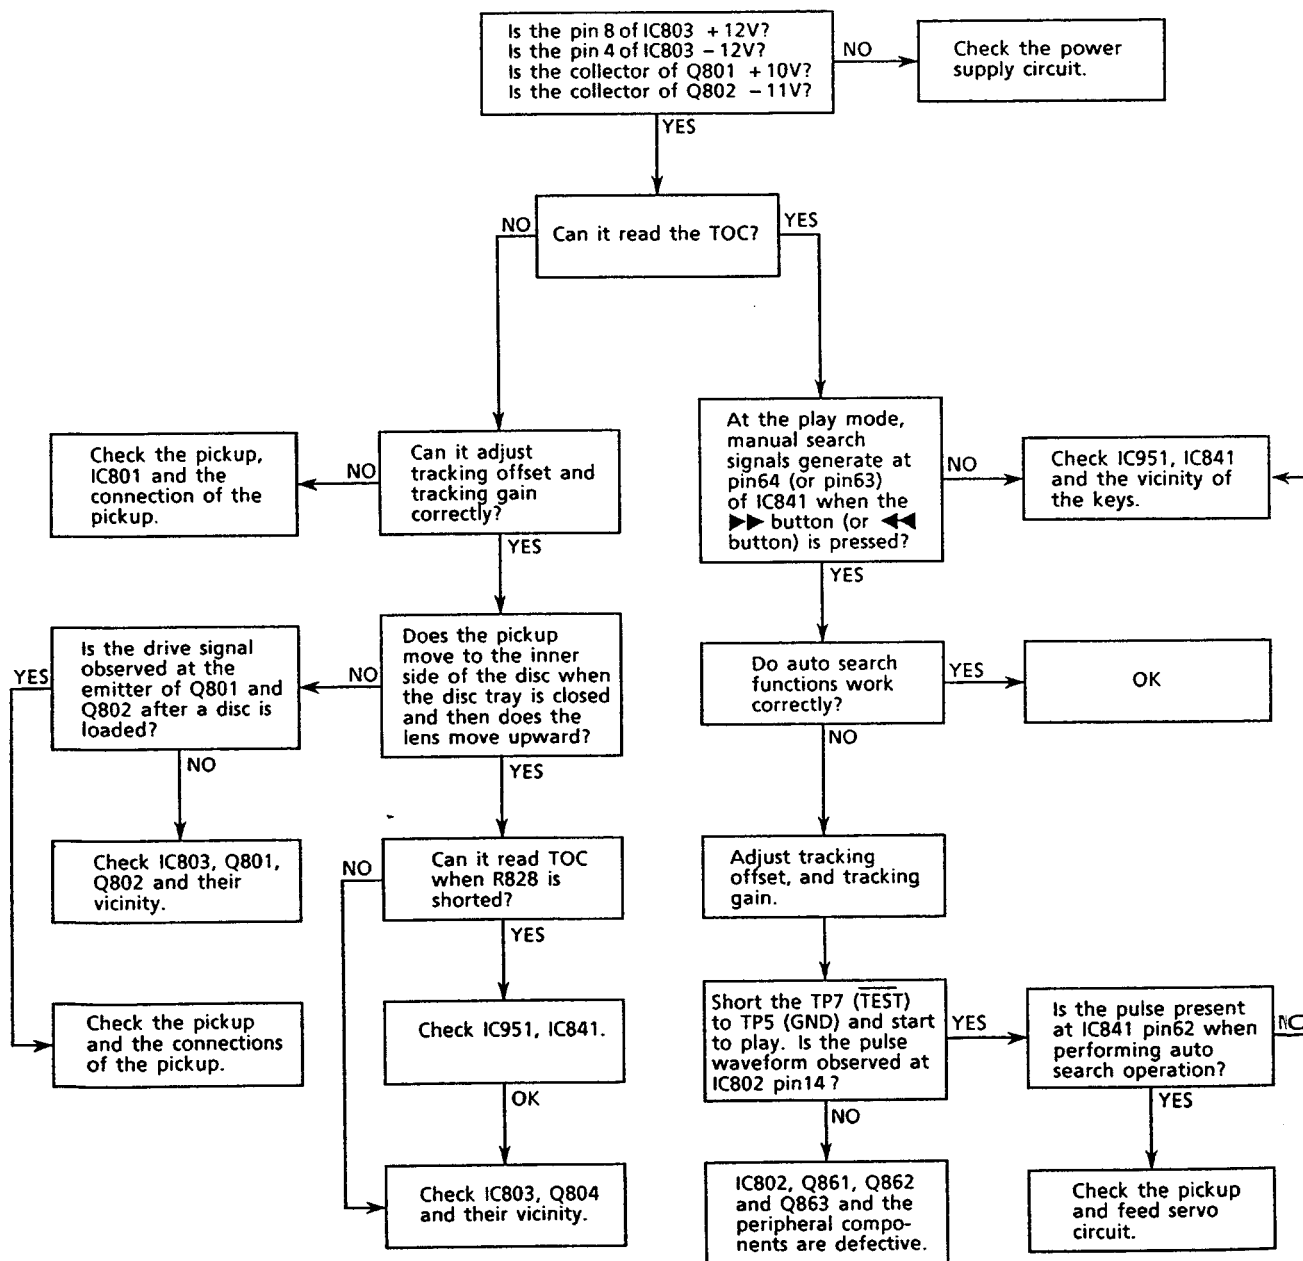 Is the pin 8 of IC803 +12V?
Is the pin 4 of IC803 −12V?
Is the collector of Q801 +10V?
Is the collector of Q802 −11V?
NO
Check the power
supply circuit.
YES
NO
Can it read the TOC?
YES
Check the pickup,
IC801 and the
connection of the
pickup.
NO
Can it adjust
tracking offset and
tracking gain
correctly?
YES
At the play mode,
manual search
signals generate at
pin64 (or pin63)
of IC841 when the
▶▶ button (or ◀◀
button) is pressed?
NO
Check IC951, IC841
and the vicinity of
the keys.
YES
YES
Is the drive signal
observed at the
emitter of Q801 and
Q802 after a disc is
loaded?
NO
NO
Does the pickup
move to the inner
side of the disc when
the disc tray is closed
and then does the
lens move upward?
YES
Do auto search
functions work
correctly?
YES
OK
NO
Check IC803, Q801,
Q802 and their
vicinity.
NO
Can it read TOC
when R828 is
shorted?
YES
Adjust tracking
offset, and tracking
gain.
Check the pickup
and the connections
of the pickup.
Check IC951, IC841.
OK
Short the TP7 (T̅E̅S̅T̅)
to TP5 (GND) and start
to play. Is the pulse
waveform observed at
IC802 pin14?
YES
Is the pulse present
at IC841 pin62 when
performing auto
search operation?
NO
NO
YES
Check IC803, Q804
and their vicinity.
IC802, Q861, Q862
and Q863 and the
peripheral compo-
nents are defective.
Check the pickup
and feed servo
circuit.